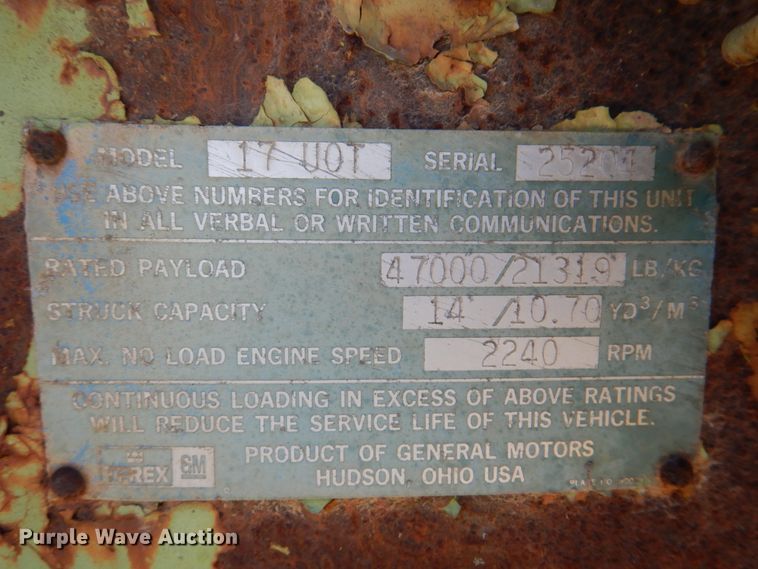 MODEL 17 UOT SERIAL
USE ABOVE NUMBERS FOR IDENTIFICATION OF THIS UNIT
IN ALL VERBAL OR WRITTEN COMMUNICATIONS.
RATED PAYLOAD 47000/21319 LB/KG
STRUCK CAPACITY 14 /10.70 YD³/M³
MAX. NO LOAD ENGINE SPEED 2240 RPM
CONTINUOUS LOADING IN EXCESS OF ABOVE RATINGS
WILL REDUCE THE SERVICE LIFE OF THIS VEHICLE.
TEREX GM PRODUCT OF GENERAL MOTORS
HUDSON, OHIO USA
Purple Wave Auction